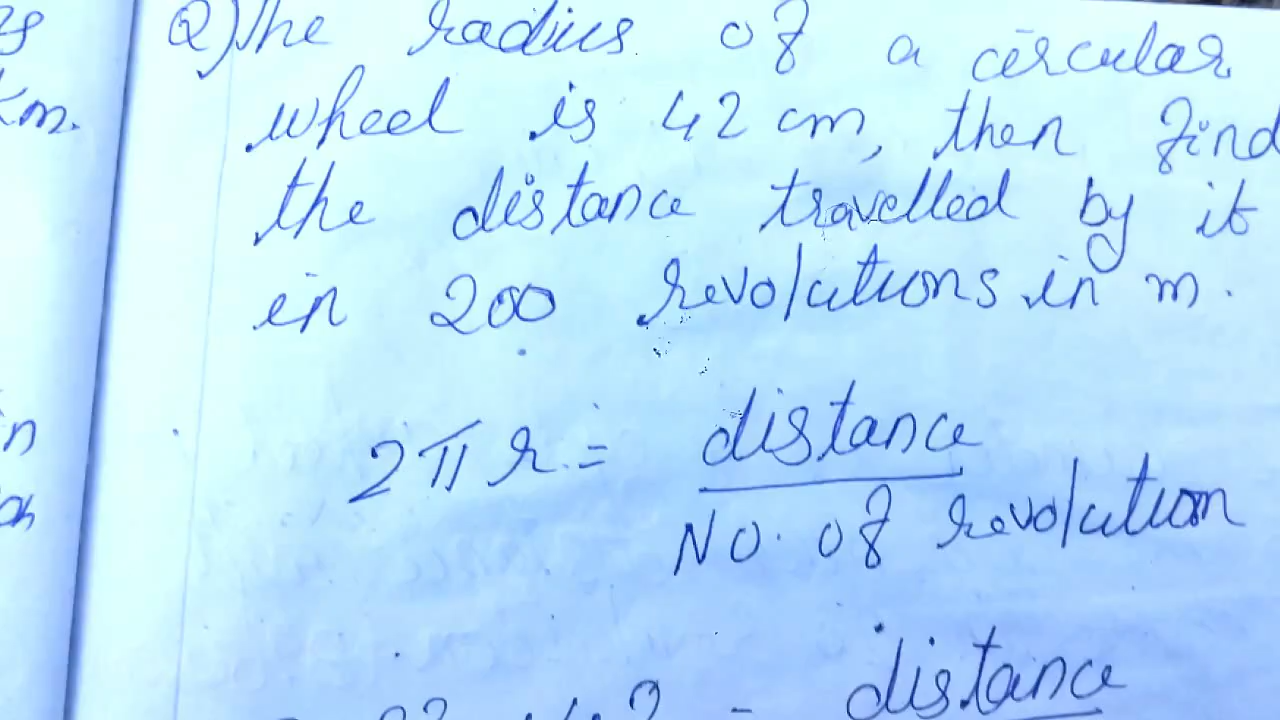 Q) The radius of a circular
wheel is 42 cm, then find
the distance travelled by it
in 200 revolutions in m.
km.
2πr = distance
No. of revolution
distance